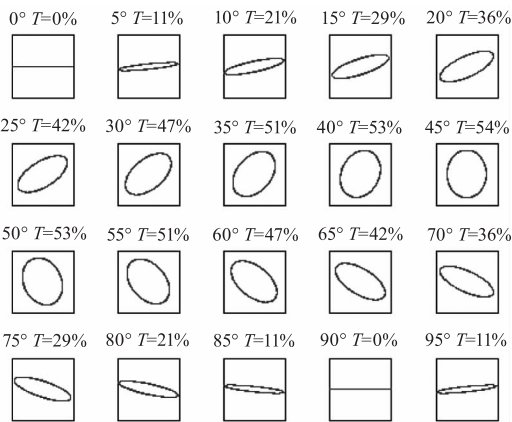 0° T=0% 5° T=11% 10° T=21% 15° T=29% 20° T=36%
25° T=42% 30° T=47% 35° T=51% 40° T=53% 45° T=54%
50° T=53% 55° T=51% 60° T=47% 65° T=42% 70° T=36%
75° T=29% 80° T=21% 85° T=11% 90° T=0% 95° T=11%